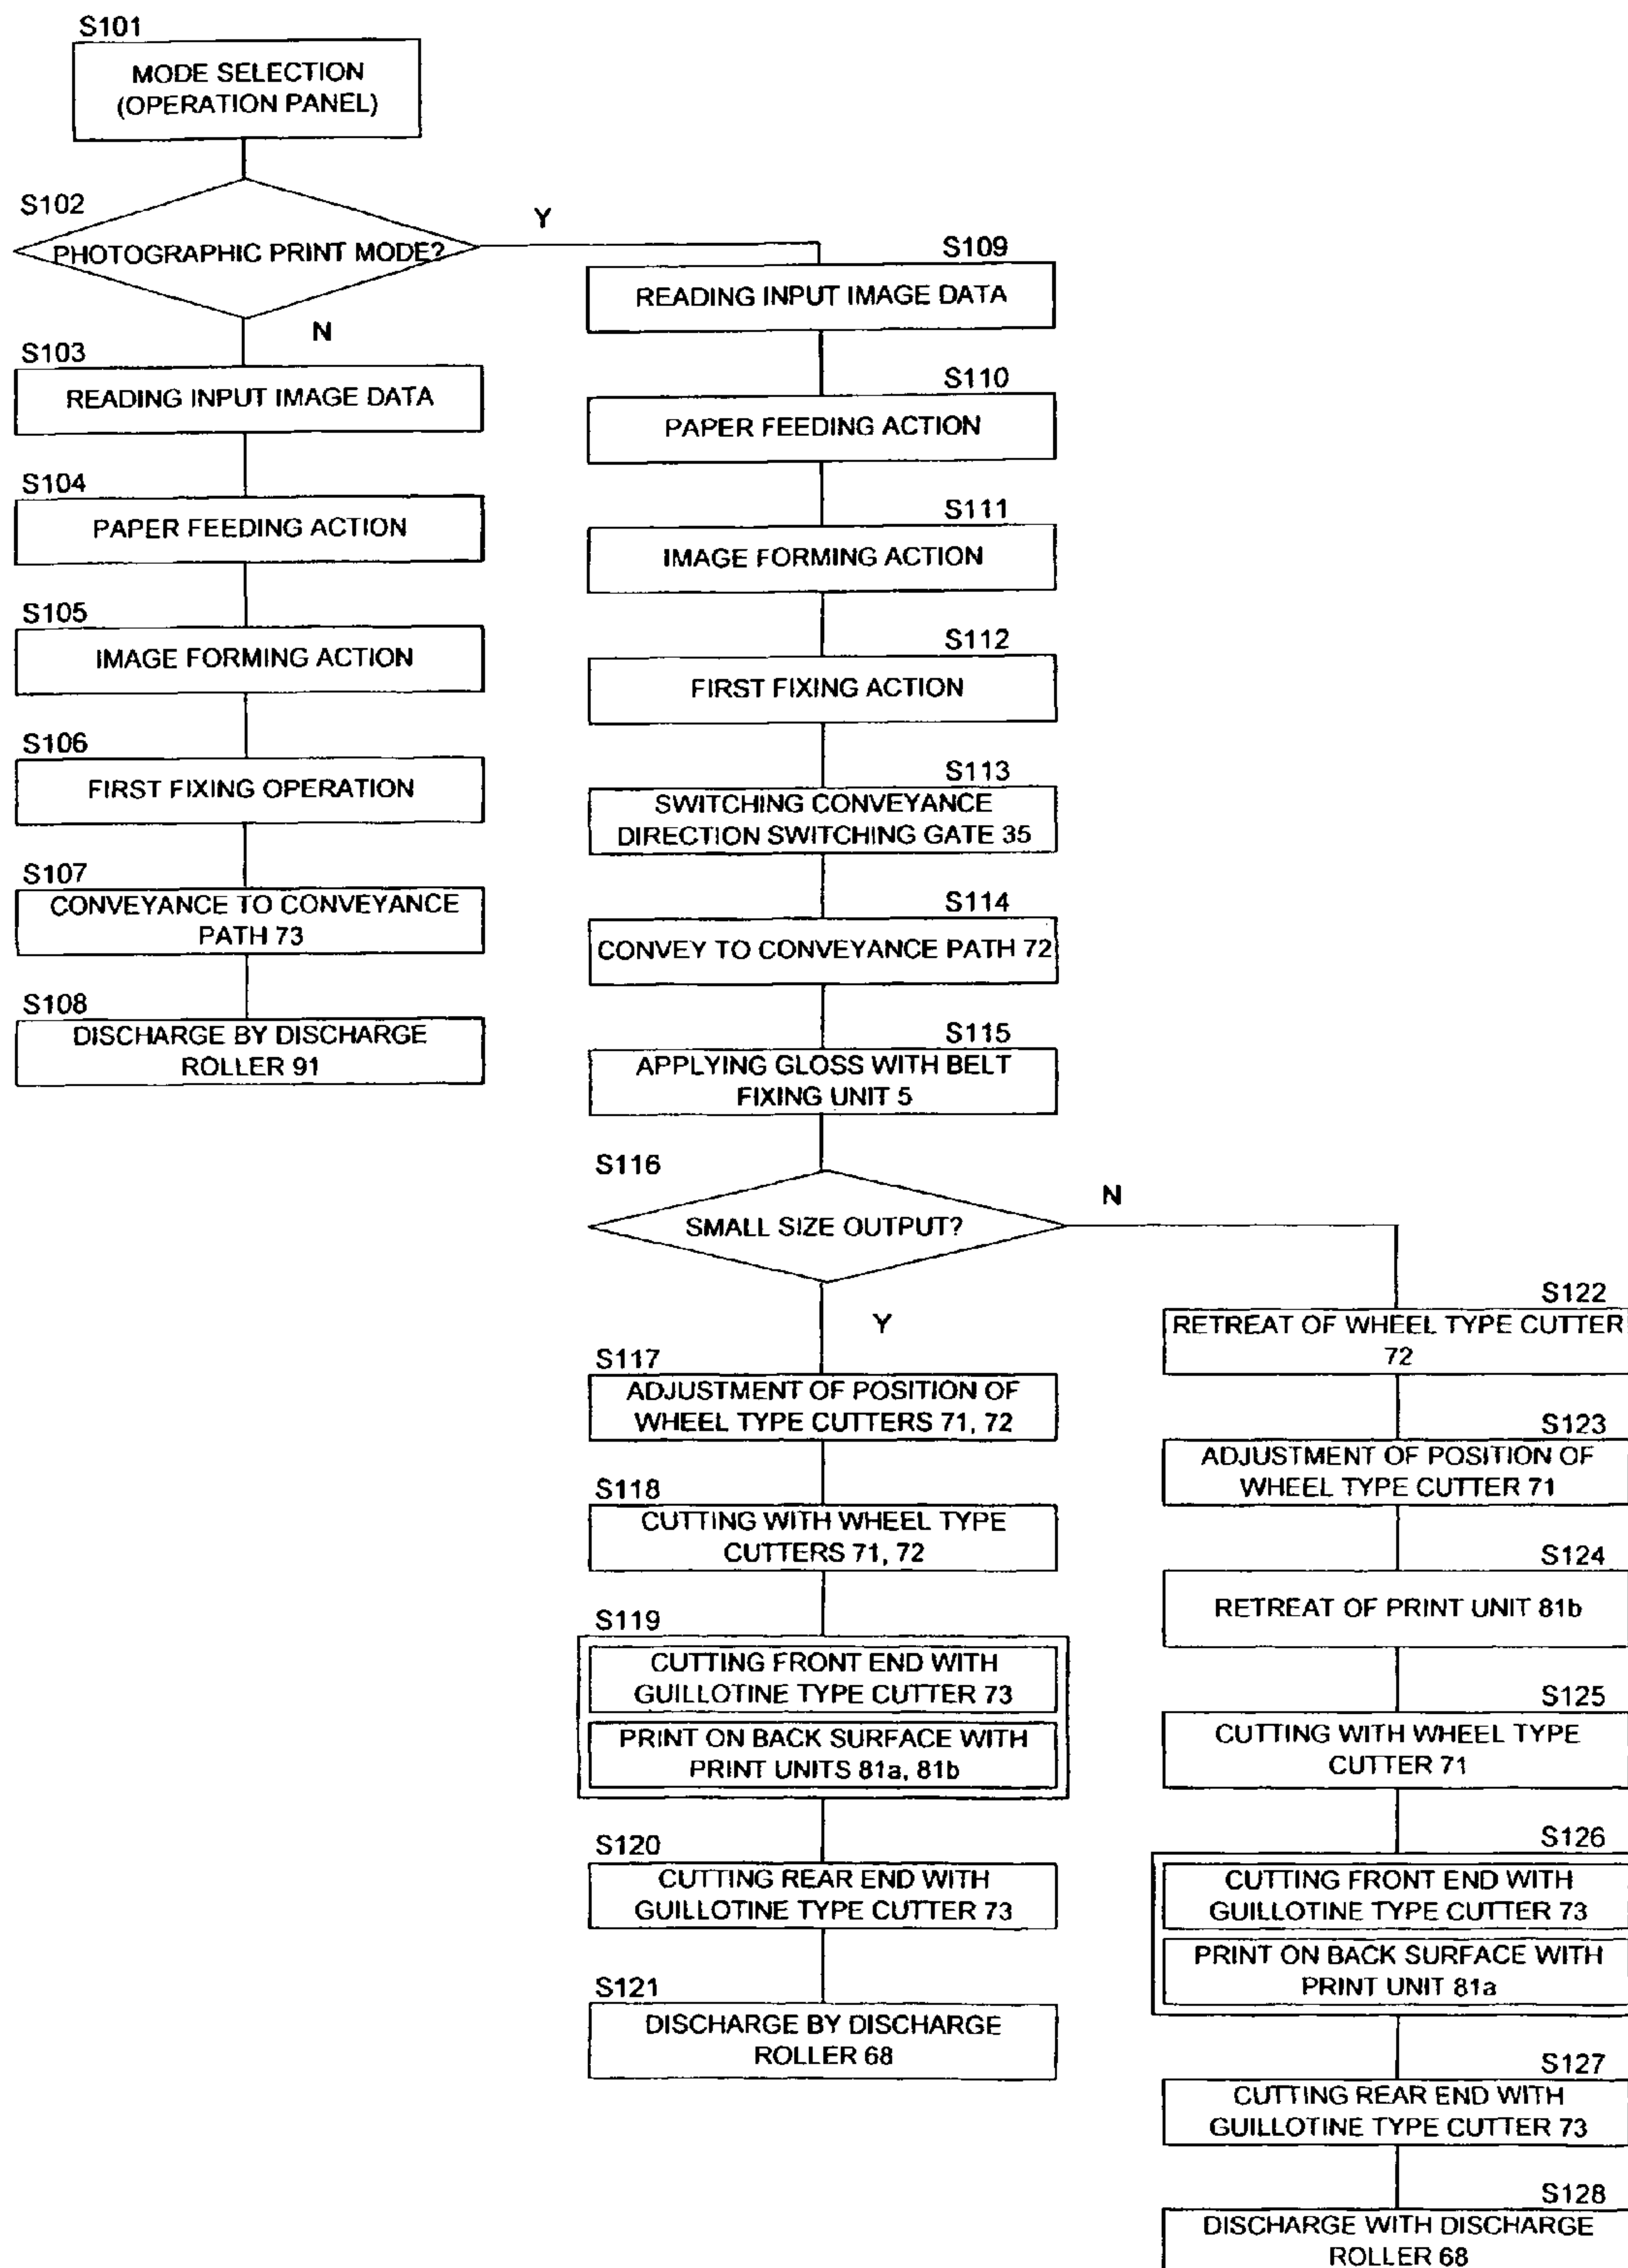 S101
MODE SELECTION
(OPERATION PANEL)
S102
PHOTOGRAPHIC PRINT MODE?
Y
N
S103
READING INPUT IMAGE DATA
S104
PAPER FEEDING ACTION
S105
IMAGE FORMING ACTION
S106
FIRST FIXING OPERATION
S107
CONVEYANCE TO CONVEYANCE
PATH 73
S108
DISCHARGE BY DISCHARGE
ROLLER 91
S109
READING INPUT IMAGE DATA
S110
PAPER FEEDING ACTION
S111
IMAGE FORMING ACTION
S112
FIRST FIXING ACTION
S113
SWITCHING CONVEYANCE
DIRECTION SWITCHING GATE 35
S114
CONVEY TO CONVEYANCE PATH 72
S115
APPLYING GLOSS WITH BELT
FIXING UNIT 5
S116
SMALL SIZE OUTPUT?
N
Y
S117
ADJUSTMENT OF POSITION OF
WHEEL TYPE CUTTERS 71, 72
S118
CUTTING WITH WHEEL TYPE
CUTTERS 71, 72
S119
CUTTING FRONT END WITH
GUILLOTINE TYPE CUTTER 73
PRINT ON BACK SURFACE WITH
PRINT UNITS 81a, 81b
S120
CUTTING REAR END WITH
GUILLOTINE TYPE CUTTER 73
S121
DISCHARGE BY DISCHARGE
ROLLER 68
S122
RETREAT OF WHEEL TYPE CUTTER
72
S123
ADJUSTMENT OF POSITION OF
WHEEL TYPE CUTTER 71
S124
RETREAT OF PRINT UNIT 81b
S125
CUTTING WITH WHEEL TYPE
CUTTER 71
S126
CUTTING FRONT END WITH
GUILLOTINE TYPE CUTTER 73
PRINT ON BACK SURFACE WITH
PRINT UNIT 81a
S127
CUTTING REAR END WITH
GUILLOTINE TYPE CUTTER 73
S128
DISCHARGE WITH DISCHARGE
ROLLER 68